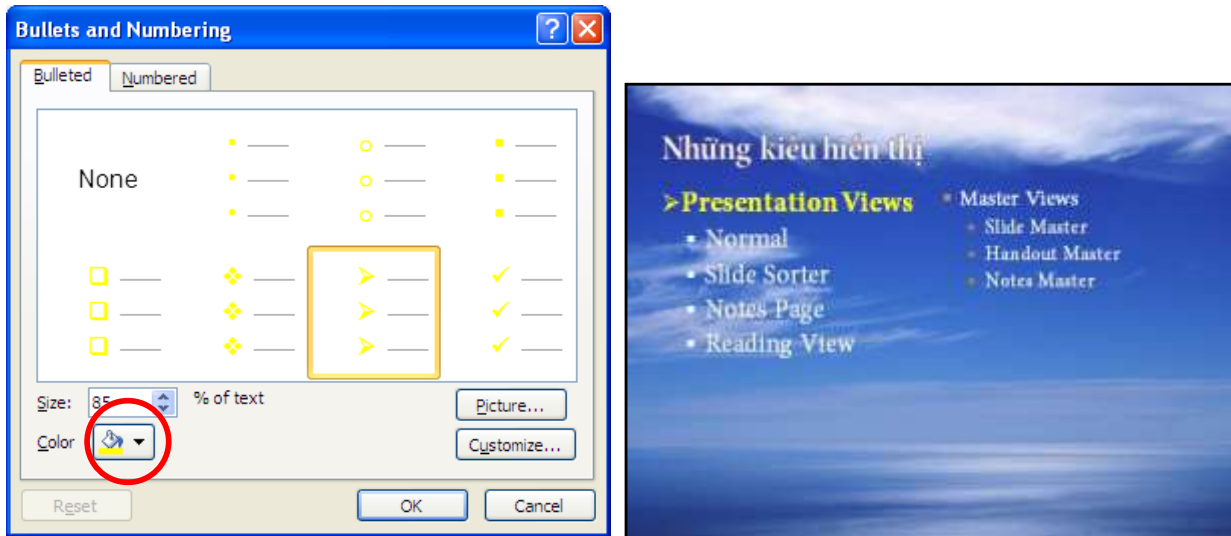 Bullets and Numbering
Bulleted
Numbered
None
Size: 85 % of text
Picture...
Color
Customize...
Reset
OK
Cancel
Những kiểu hiển thị
➢Presentation Views
▪ Normal
▪ Slide Sorter
▪ Notes Page
▪ Reading View
▪ Master Views
▪ Slide Master
▪ Handout Master
▪ Notes Master